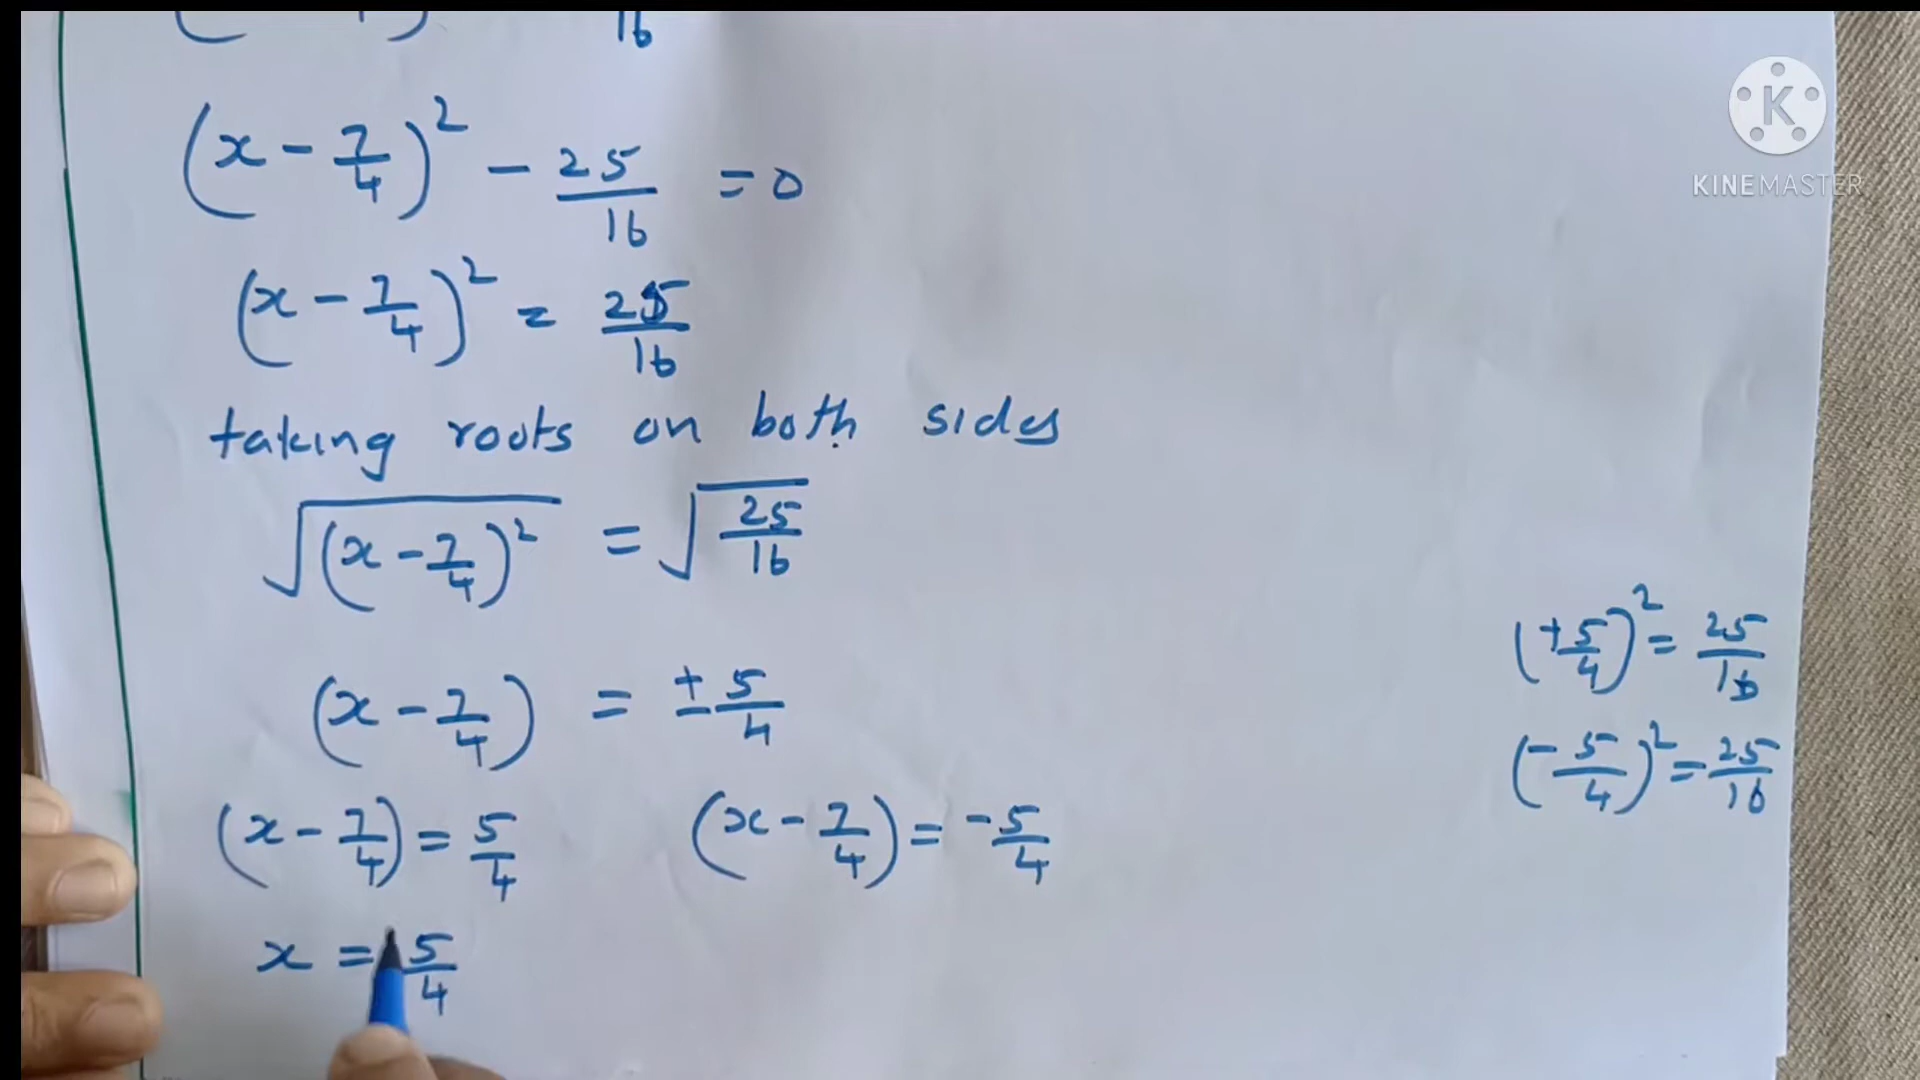 16
(x - 7/4)² - 25/16 = 0
(x - 7/4)² = 25/16
taking roots on both sides
√(x - 7/4)² = √25/16
(x - 7/4) = ± 5/4
(x - 7/4) = 5/4 (x - 7/4) = - 5/4
x = 5/4
(+ 5/4)² = 25/16
(- 5/4)² = 25/16
K
KINEMASTER